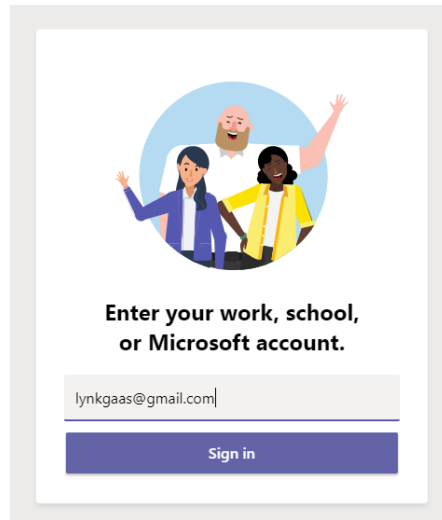 Enter your work, school,
or Microsoft account.
lynkgaas@gmail.com
Sign in